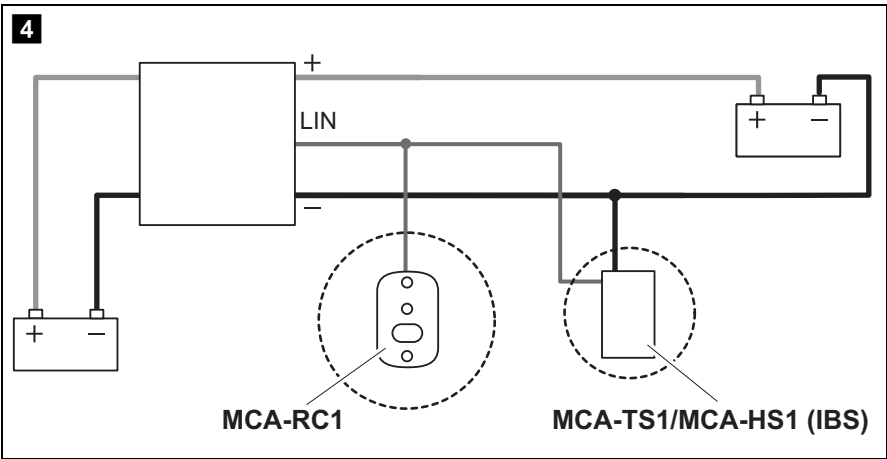 4
+
LIN
–
+ –
+ –
MCA-RC1
MCA-TS1/MCA-HS1 (IBS)